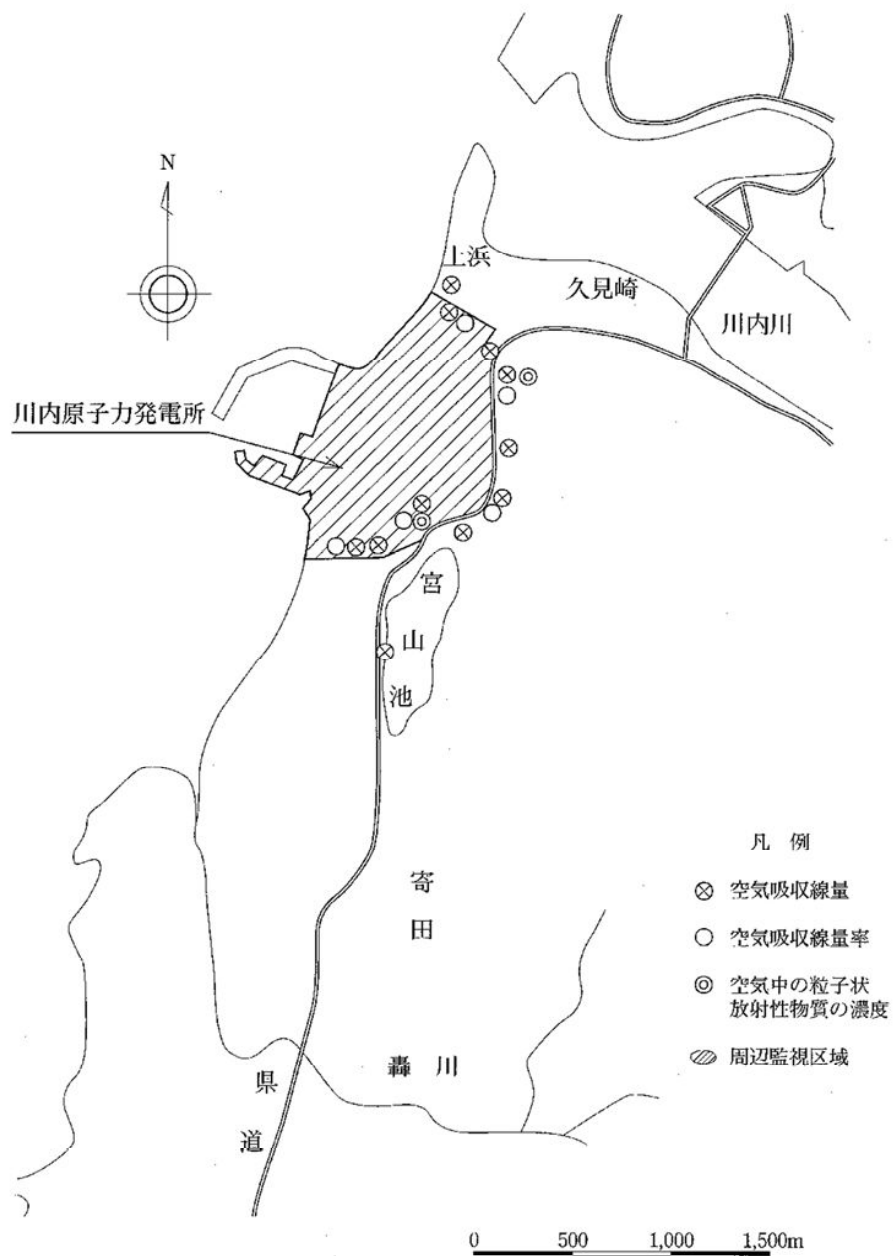 N
上浜
久見崎
川内川
川内原子力発電所
宮山池
寄田
凡 例
空気吸収線量
空気吸収線量率
空気中の粒子状
放射性物質の濃度
周辺監視区域
轟 川
県道
0 500 1,000 1,500m